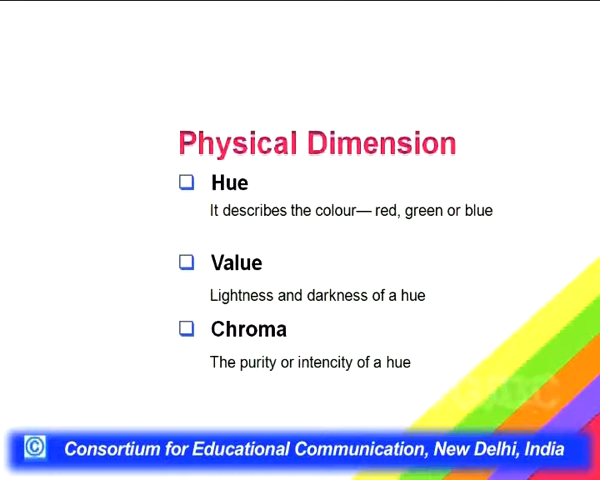 Physical Dimension
Hue
It describes the colour— red, green or blue
Value
Lightness and darkness of a hue
Chroma
The purity or intencity of a hue
© Consortium for Educational Communication, New Delhi, India